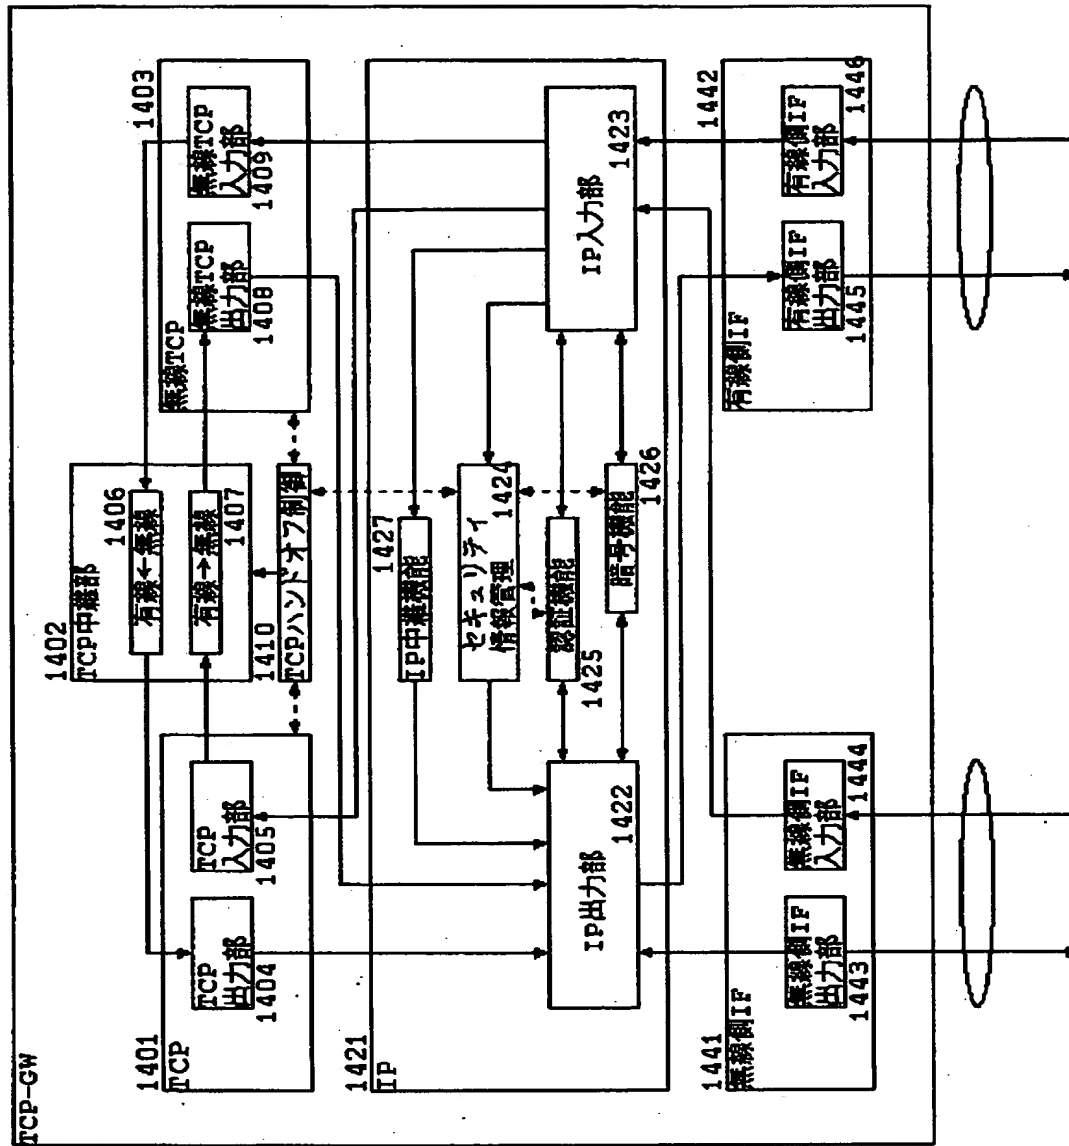 TCP-GW
1401
TCP
TCP
出力部
1404
TCP
入力部
1405
1402
TCP中継部
有線←無線
1406
有線→無線
1407
1410
TCPハンドオフ制御
1403
無線TCP
無線TCP
出力部
1408
無線TCP
入力部
1409
1421
IP
IP出力部
1422
IP中継機能
1427
セキュリティ
情報管理
1424
認証機能
1425
暗号機能
1426
IP入力部
1423
1441
無線側IF
無線側IF
出力部
1443
無線側IF
入力部
1444
1442
有線側IF
有線側IF
出力部
1445
有線側IF
入力部
1446